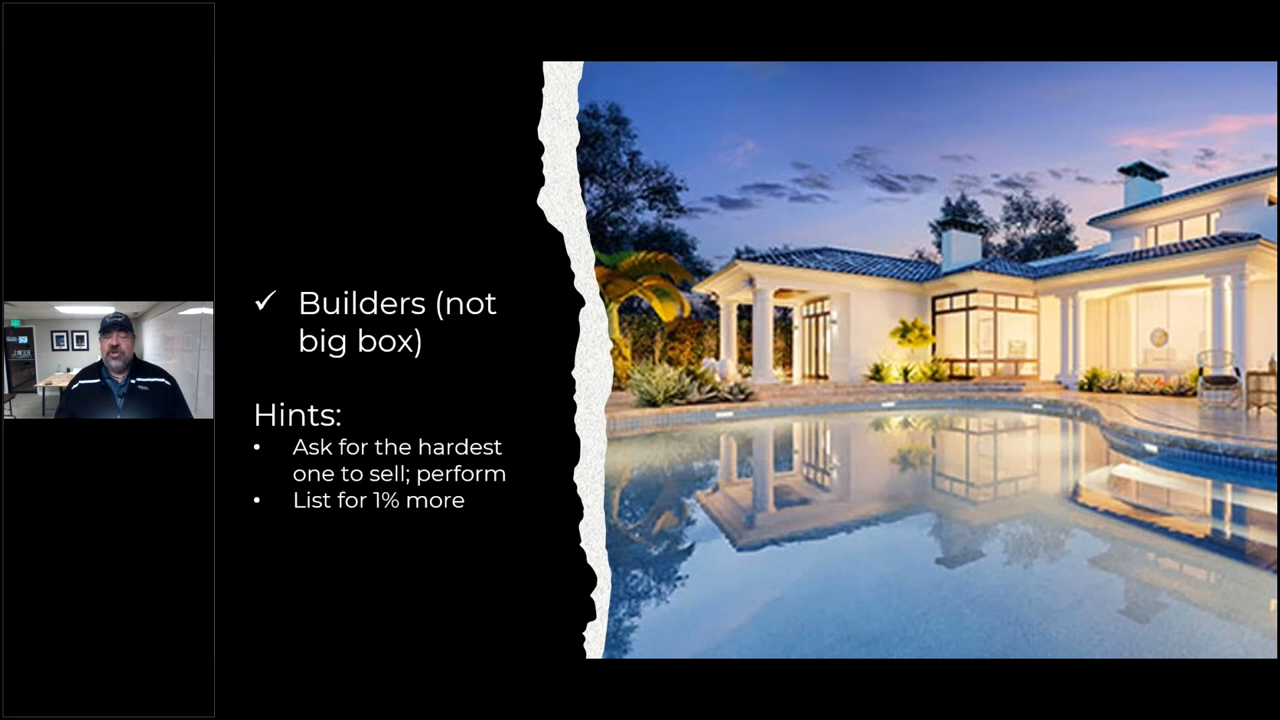 ✓ Builders (not
big box)
Hints:
• Ask for the hardest
one to sell; perform
• List for 1% more